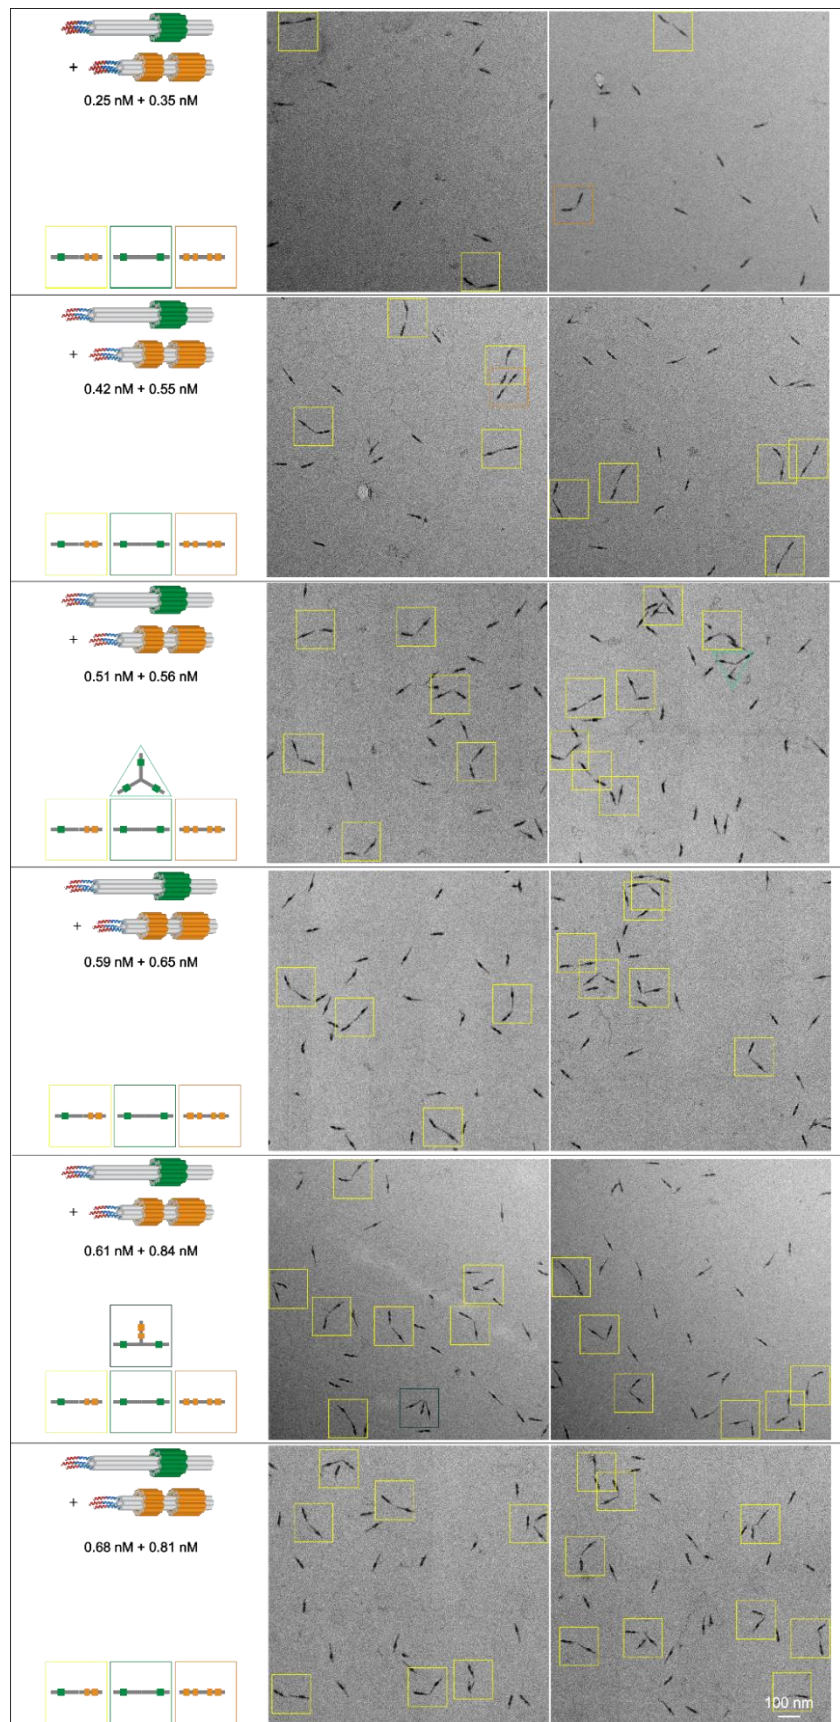 +
0.25 nM + 0.35 nM
+
0.42 nM + 0.55 nM
+
0.51 nM + 0.56 nM
+
0.59 nM + 0.65 nM
+
0.61 nM + 0.84 nM
+
0.68 nM + 0.81 nM
100 nm